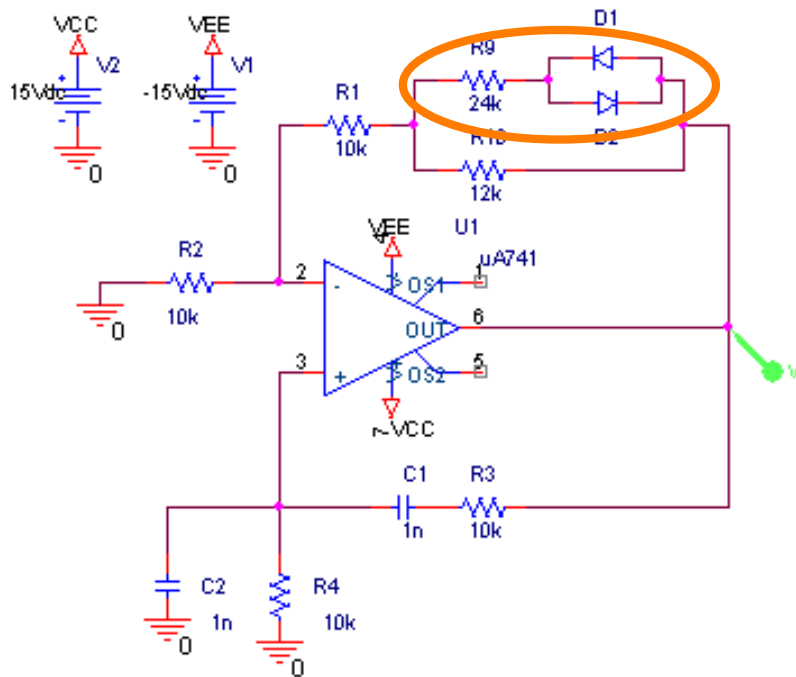 VCC
VEE
D1
V2
V1
R9
15Vdc
-15Vdc
R1
24k
D2
10k
0
0
12k
VEE
U1
R2
uA741
2
-
OS1
1
10k
OUT
6
0
3
+
OS2
5
VCC
C1
R3
1n
10k
C2
R4
1n
10k
0
0